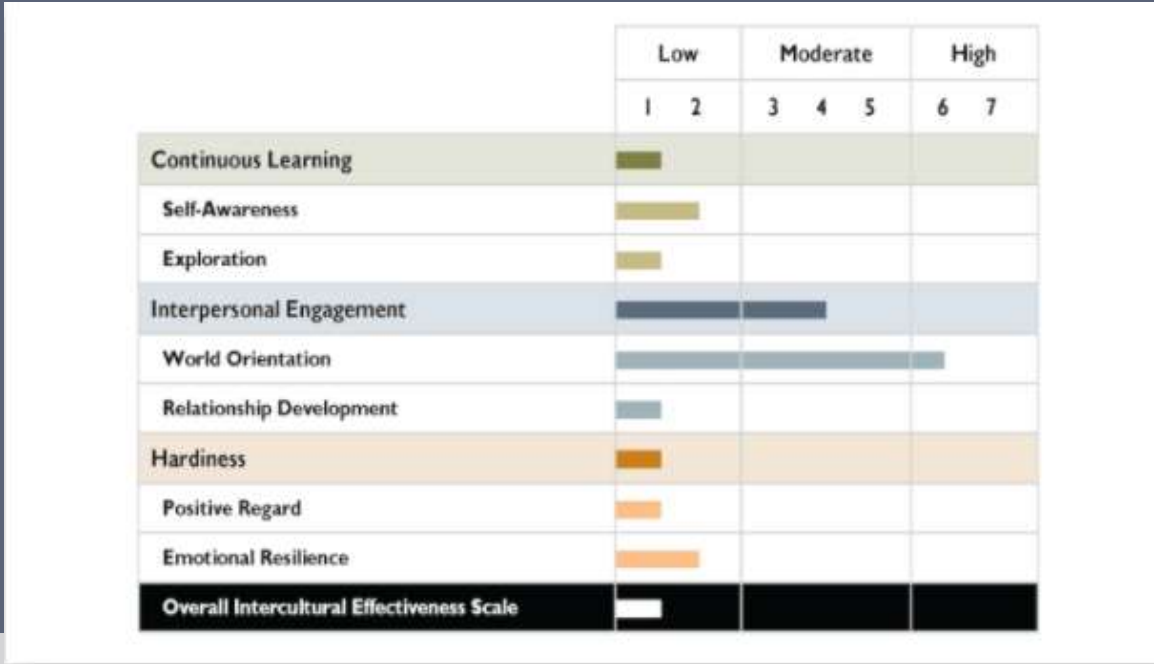 Low Moderate High
1 2 3 4 5 6 7
Continuous Learning
Self-Awareness
Exploration
Interpersonal Engagement
World Orientation
Relationship Development
Hardiness
Positive Regard
Emotional Resilience
Overall Intercultural Effectiveness Scale